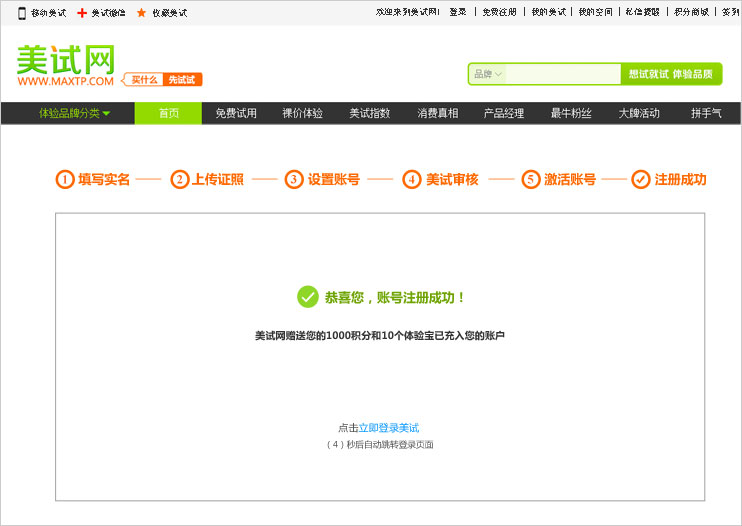 移动美试 美试微信 收藏美试 欢迎来到美试网! 登录 | 免费注册 | 我的美试 | 我的空间 | 私信提醒 | 积分商城 | 签到
美试网
WWW.MAXTP.COM 买什么 先试试
品牌 想试就试 体验品质
体验品牌分类 首页 免费试用 裸价体验 美试指数 消费真相 产品经理 最牛粉丝 大牌活动 拼手气
1 填写实名 2 上传证照 3 设置账号 4 美试审核 5 激活账号 注册成功
恭喜您，账号注册成功！
美试网赠送您的1000积分和10个体验宝已充入您的账户
点击立即登录美试
（4）秒后自动跳转登录页面